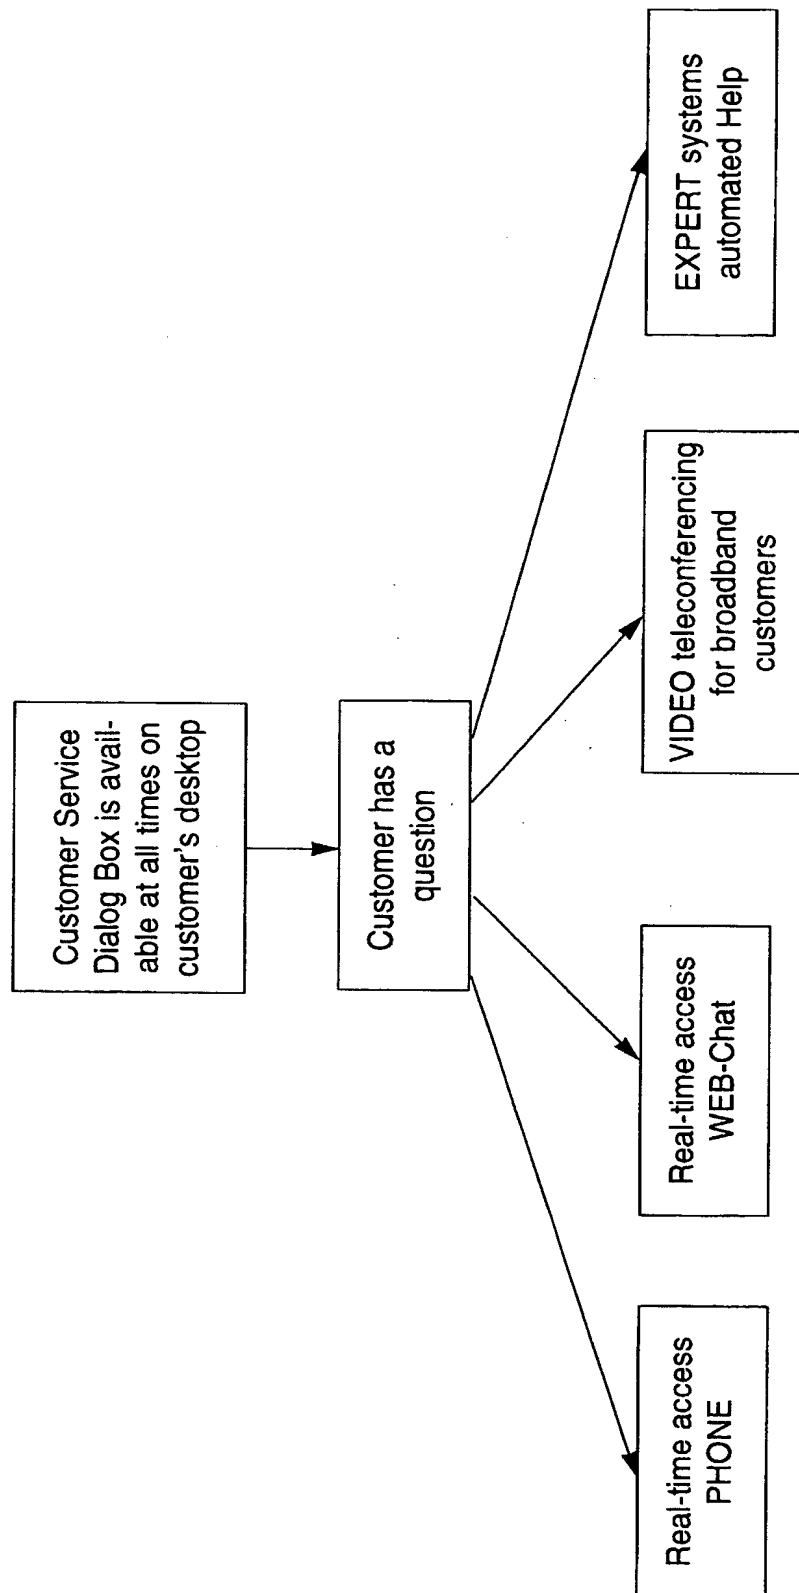 Customer Service
Dialog Box is avail-
able at all times on
customer's desktop
Customer has a
question
Real-time access
PHONE
Real-time access
WEB-Chat
VIDEO teleconferencing
for broadband
customers
EXPERT systems
automated Help